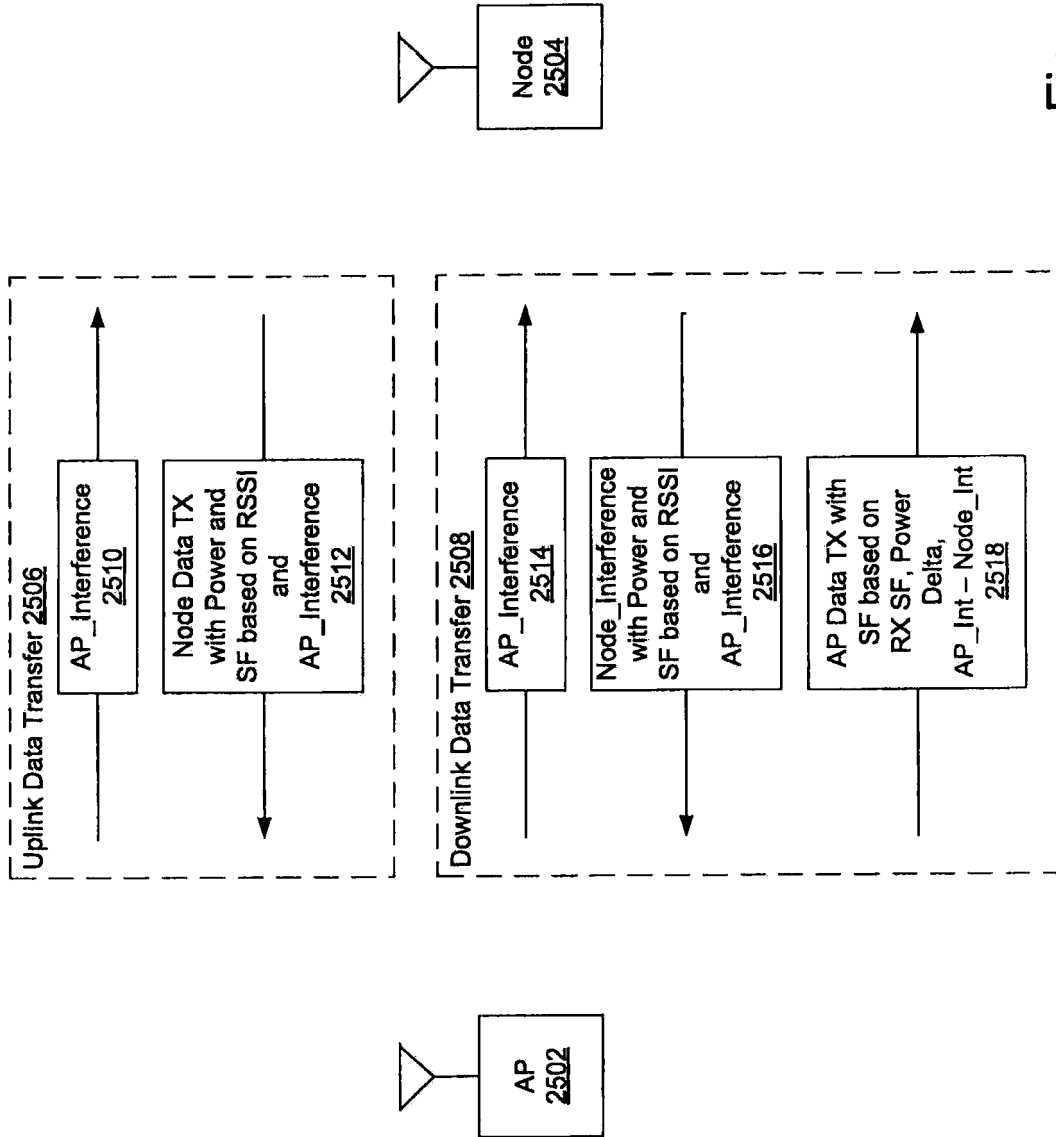 Uplink Data Transfer 2506
AP_Interference
2510
Node Data TX
with Power and
SF based on RSSI
and
AP_Interference
2512
AP
2502
Node
2504
Downlink Data Transfer 2508
AP_Interference
2514
Node_Interference
with Power and
SF based on RSSI
and
AP_Interference
2516
AP Data TX with
SF based on
RX SF, Power
Delta,
AP_Int – Node_Int
2518